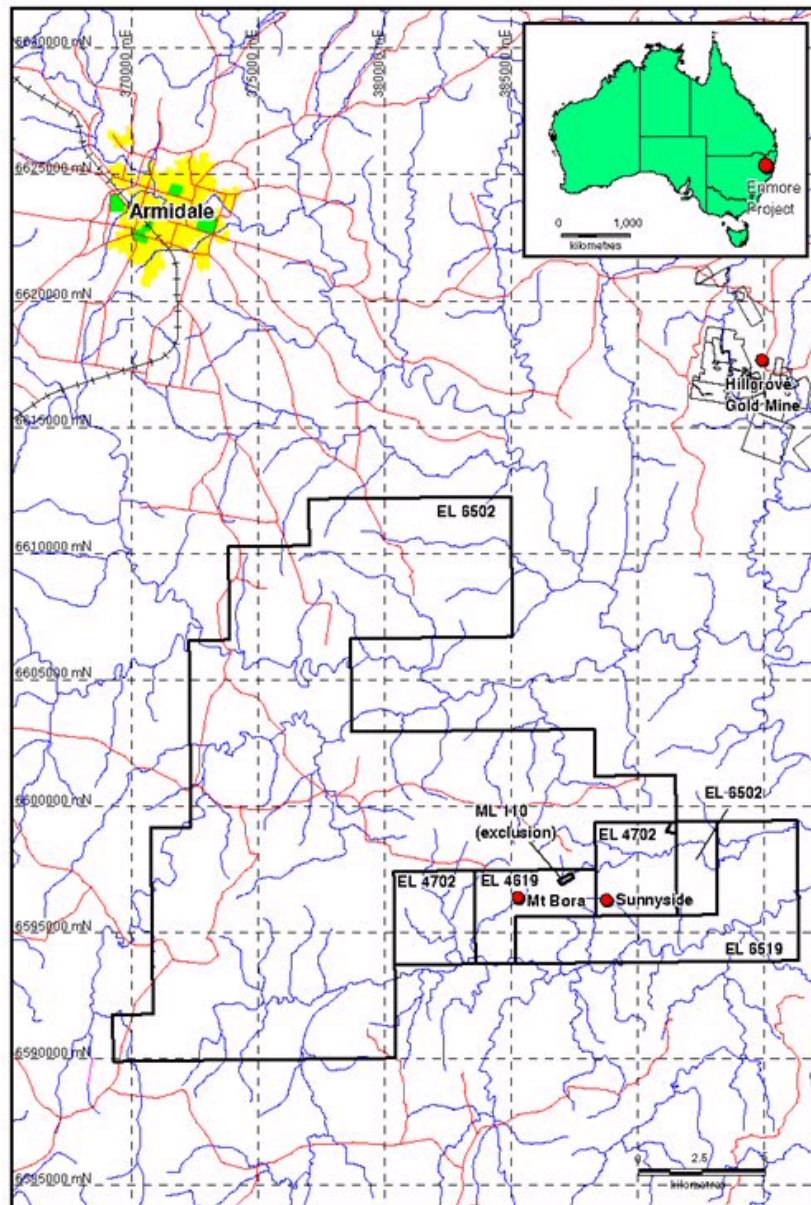 6630000 mN
370000 mE
375000 mE
380000 mE
385000 mE
Enmore
Project
0 1,000
kilometres
6625000 mN
Armidale
6620000 mN
Hillgrove
Gold Mine
6615000 mN
EL 6502
6610000 mN
6605000 mN
6600000 mN
EL 6502
ML 110
(exclusion)
EL 4702
EL 4702
EL 4619
Mt Bora
Sunnyside
6595000 mN
EL 6519
6590000 mN
0 2.5 5
kilometres
6585000 mN